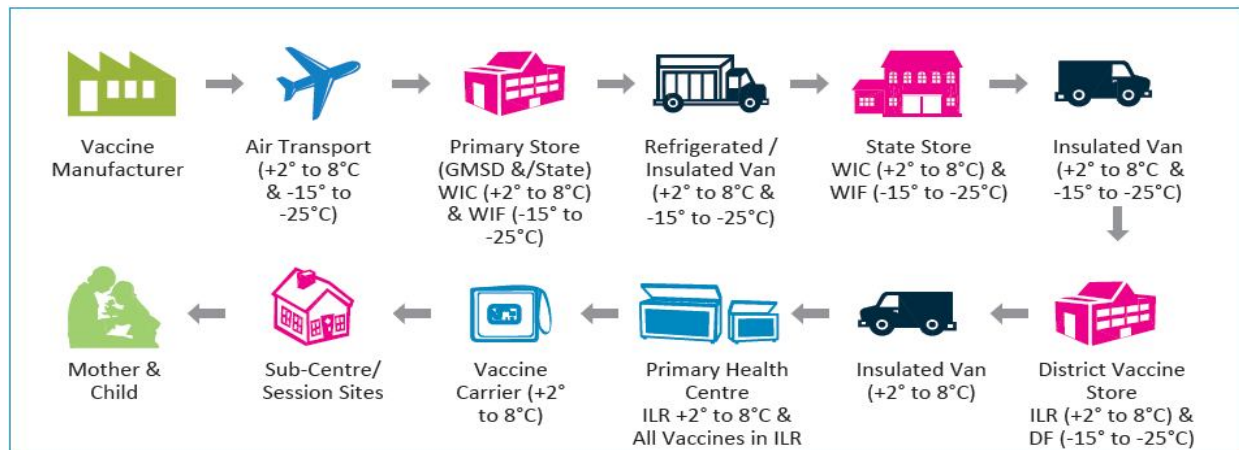 Vaccine
Manufacturer
Air Transport
(+2° to 8°C
& -15° to
-25°C)
Primary Store
(GMSD &/State)
WIC (+2° to 8°C)
& WIF (-15° to
-25°C)
Refrigerated /
Insulated Van
(+2° to 8°C &
-15° to -25°C)
State Store
WIC (+2° to 8°C) &
WIF (-15° to -25°C)
Insulated Van
(+2° to 8°C &
-15° to -25°C)
Mother &
Child
Sub-Centre/
Session Sites
Vaccine
Carrier (+2°
to 8°C)
Primary Health
Centre
ILR +2° to 8°C &
All Vaccines in ILR
Insulated Van
(+2° to 8°C)
District Vaccine
Store
ILR (+2° to 8°C) &
DF (-15° to -25°C)